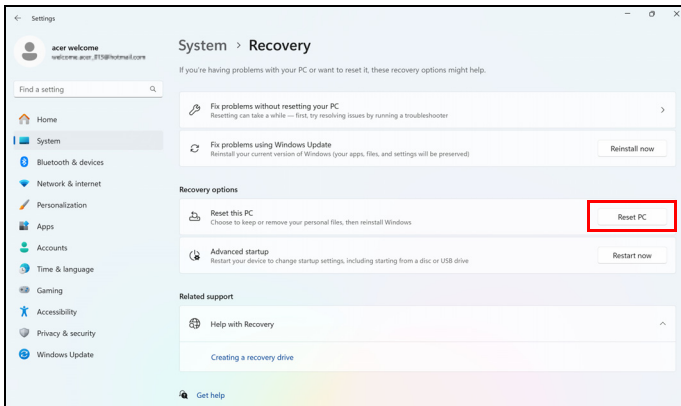 Settings
acer welcome
welcome.acer_815@hotmail.com
Find a setting
Home
System
Bluetooth & devices
Network & internet
Personalization
Apps
Accounts
Time & language
Gaming
Accessibility
Privacy & security
Windows Update
System > Recovery
If you're having problems with your PC or want to reset it, these recovery options might help.
Fix problems without resetting your PC
Resetting can take a while — first, try resolving issues by running a troubleshooter
Fix problems using Windows Update
Reinstall your current version of Windows (your apps, files, and settings will be preserved)
Reinstall now
Recovery options
Reset this PC
Choose to keep or remove your personal files, then reinstall Windows
Reset PC
Advanced startup
Restart your device to change startup settings, including starting from a disc or USB drive
Restart now
Related support
Help with Recovery
Creating a recovery drive
Get help